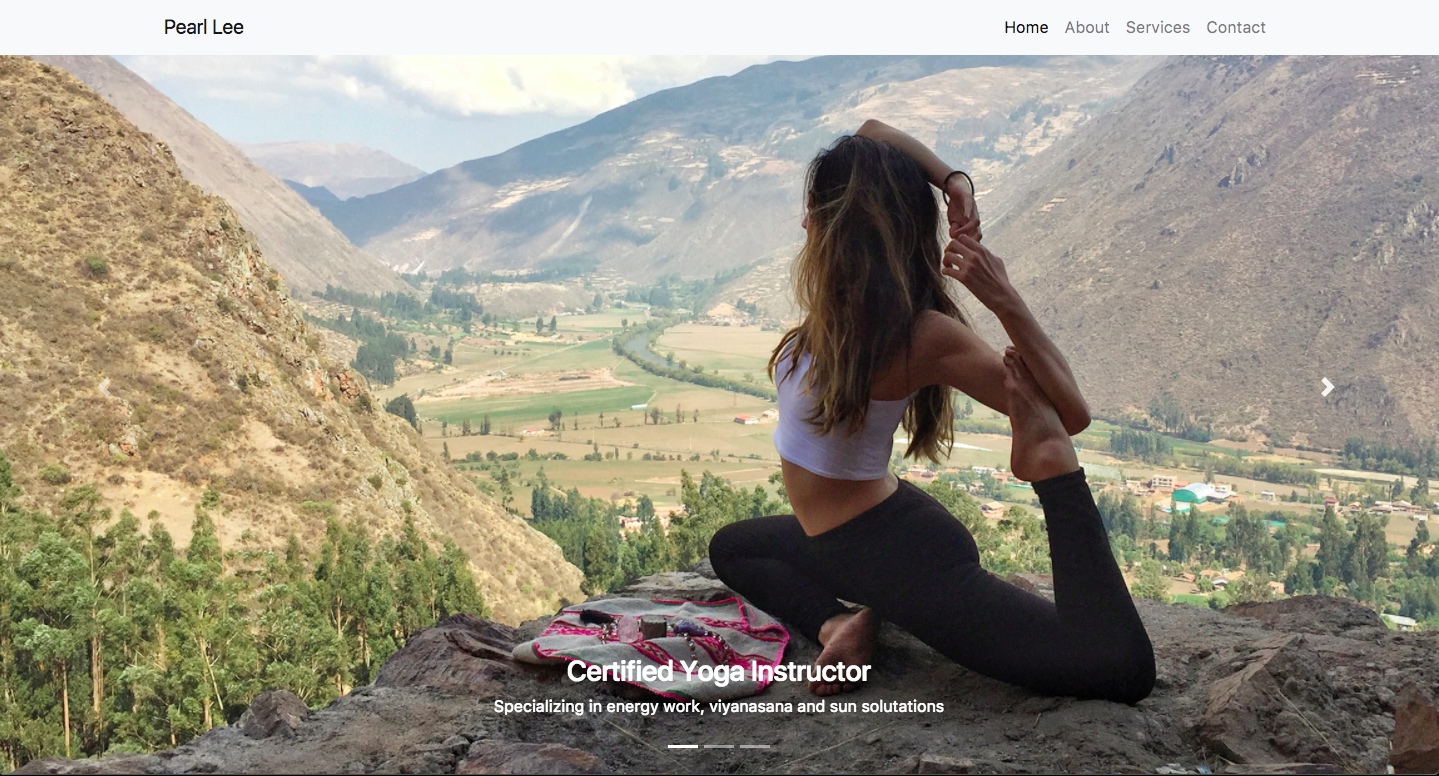 Pearl Lee
Home About Services Contact
Certified Yoga Instructor
Specializing in energy work, viyanasana and sun solutations